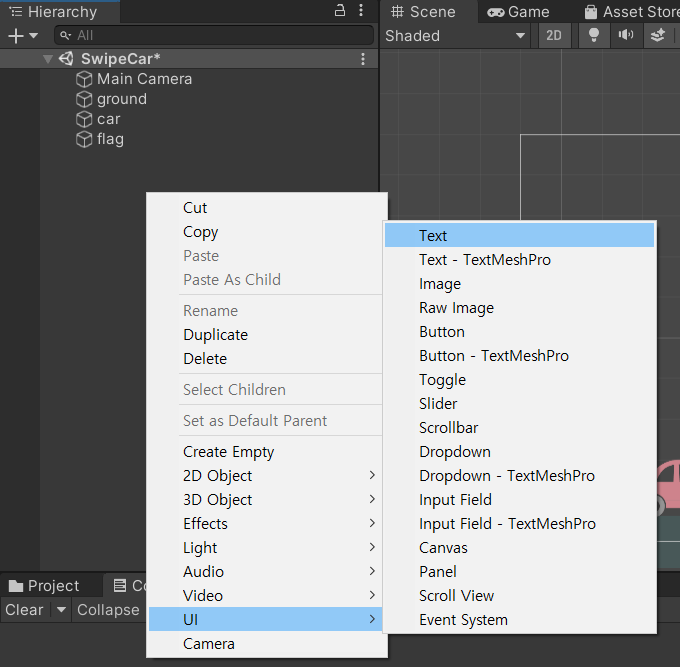 Hierarchy
Scene
Game
Asset Store
All
Shaded
2D
SwipeCar*
Main Camera
ground
car
flag
Cut
Copy
Paste
Paste As Child
Rename
Duplicate
Delete
Select Children
Set as Default Parent
Create Empty
2D Object
3D Object
Effects
Light
Audio
Video
UI
Camera
Text
Text - TextMeshPro
Image
Raw Image
Button
Button - TextMeshPro
Toggle
Slider
Scrollbar
Dropdown
Dropdown - TextMeshPro
Input Field
Input Field - TextMeshPro
Canvas
Panel
Scroll View
Event System
Project
Co
Clear
Collapse